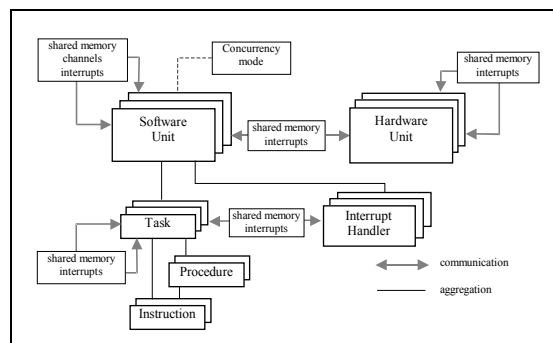 shared memory
channels
interrupts
Concurrency
mode
shared memory
interrupts
Software
Unit
shared memory
interrupts
Hardware
Unit
Task
shared memory
interrupts
Interrupt
Handler
shared memory
interrupts
Procedure
communication
aggregation
Instruction